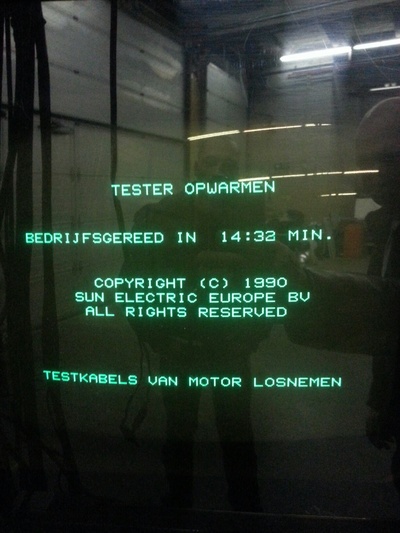 TESTER OPWARMEN
BEDRIJFSGEREED IN 14:32 MIN.
COPYRIGHT (C) 1990
SUN ELECTRIC EUROPE BV
ALL RIGHTS RESERVED
TESTKABELS VAN MOTOR LOSNEMEN